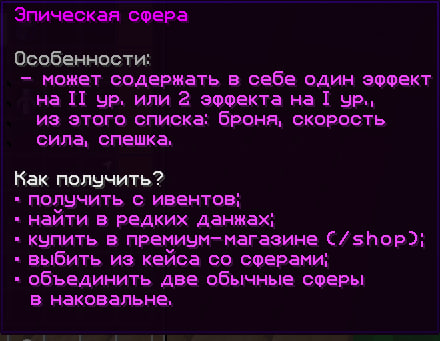 Эпическая сфера
Особенности:
– может содержать в себе один эффект
на II ур. или 2 эффекта на I ур.,
из этого списка: броня, скорость
сила, спешка.
Как получить?
• получить с ивентов;
• найти в редких данжах;
• купить в премиум-магазине (/shop);
• выбить из кейса со сферами;
• объединить две обычные сферы
в наковальне.